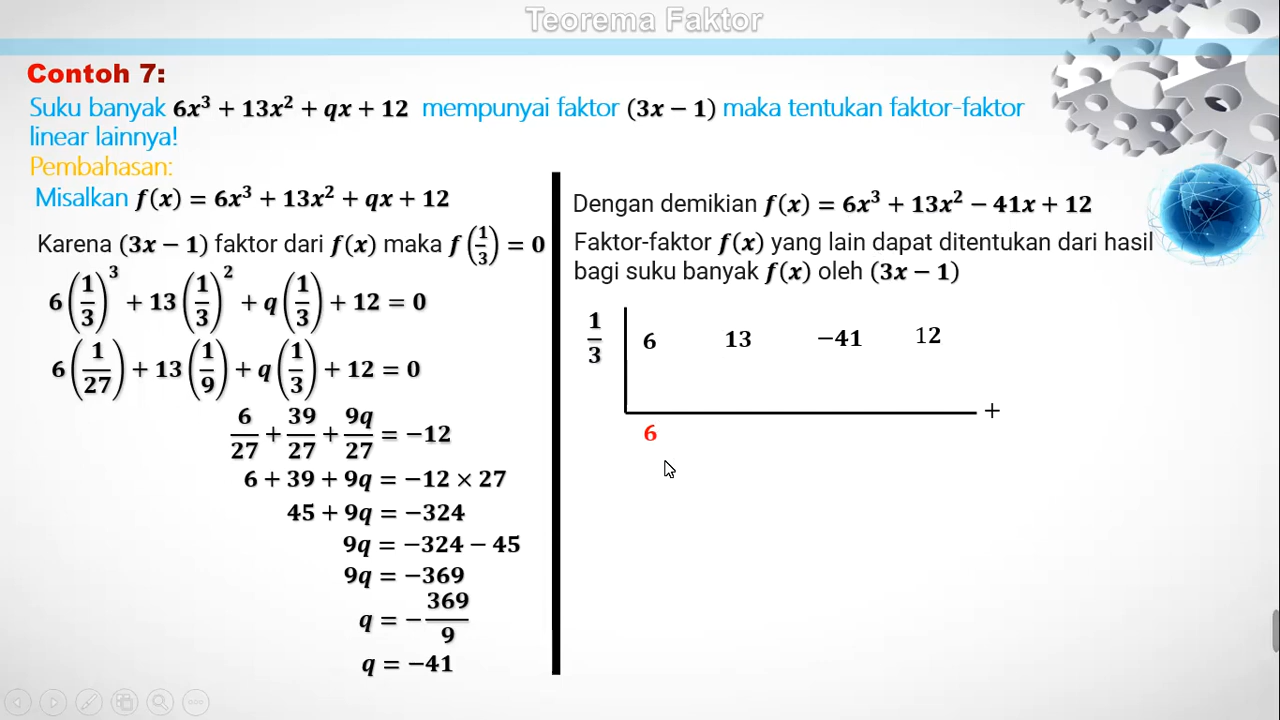 Teorema Faktor
Contoh 7:
Suku banyak 6x³ + 13x² + qx + 12 mempunyai faktor (3x − 1) maka tentukan faktor-faktor
linear lainnya!
Pembahasan:
Misalkan f(x) = 6x³ + 13x² + qx + 12
Karena (3x − 1) faktor dari f(x) maka f(1/3) = 0
6(1/3)³ + 13(1/3)² + q(1/3) + 12 = 0
6(1/27) + 13(1/9) + q(1/3) + 12 = 0
6/27 + 39/27 + 9q/27 = −12
6 + 39 + 9q = −12 × 27
45 + 9q = −324
9q = −324 − 45
9q = −369
q = −369/9
q = −41
Dengan demikian f(x) = 6x³ + 13x² − 41x + 12
Faktor-faktor f(x) yang lain dapat ditentukan dari hasil
bagi suku banyak f(x) oleh (3x − 1)
1/3 6 13 −41 12
+
6